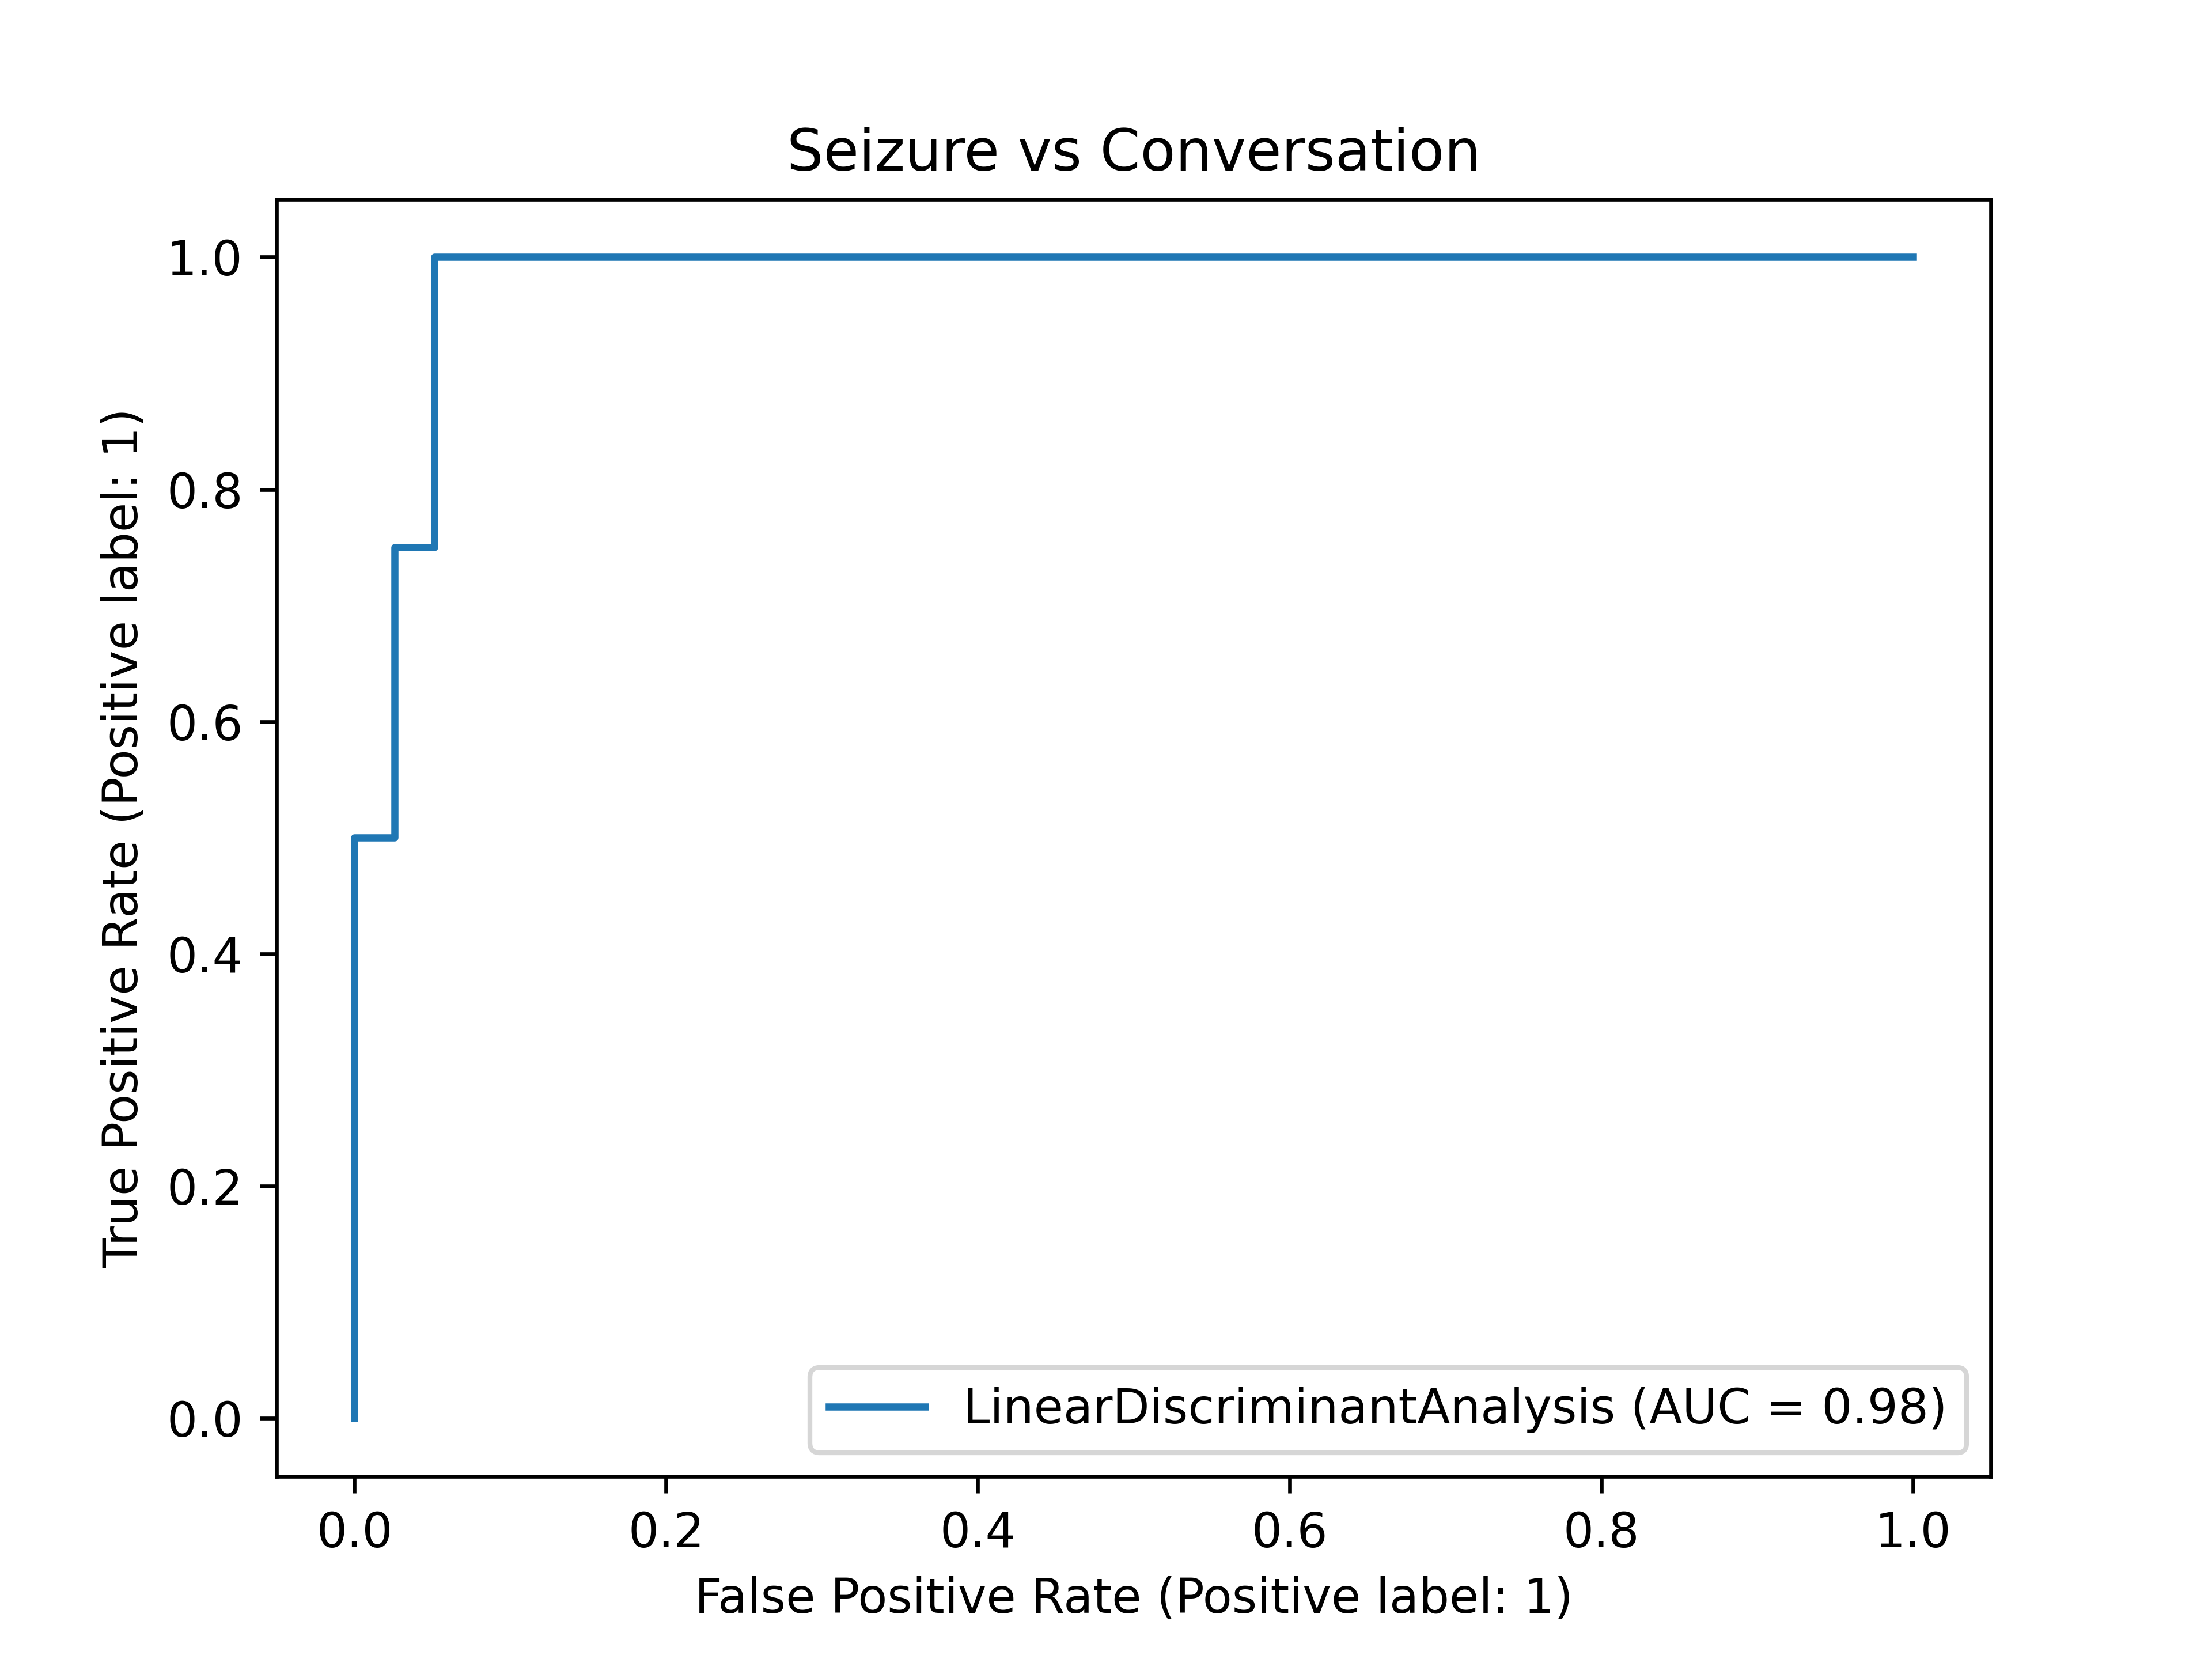 Seizure vs Conversation
True Positive Rate (Positive label: 1)
1.0
0.8
0.6
0.4
0.2
0.0
LinearDiscriminantAnalysis (AUC = 0.98)
0.0 0.2 0.4 0.6 0.8 1.0
False Positive Rate (Positive label: 1)